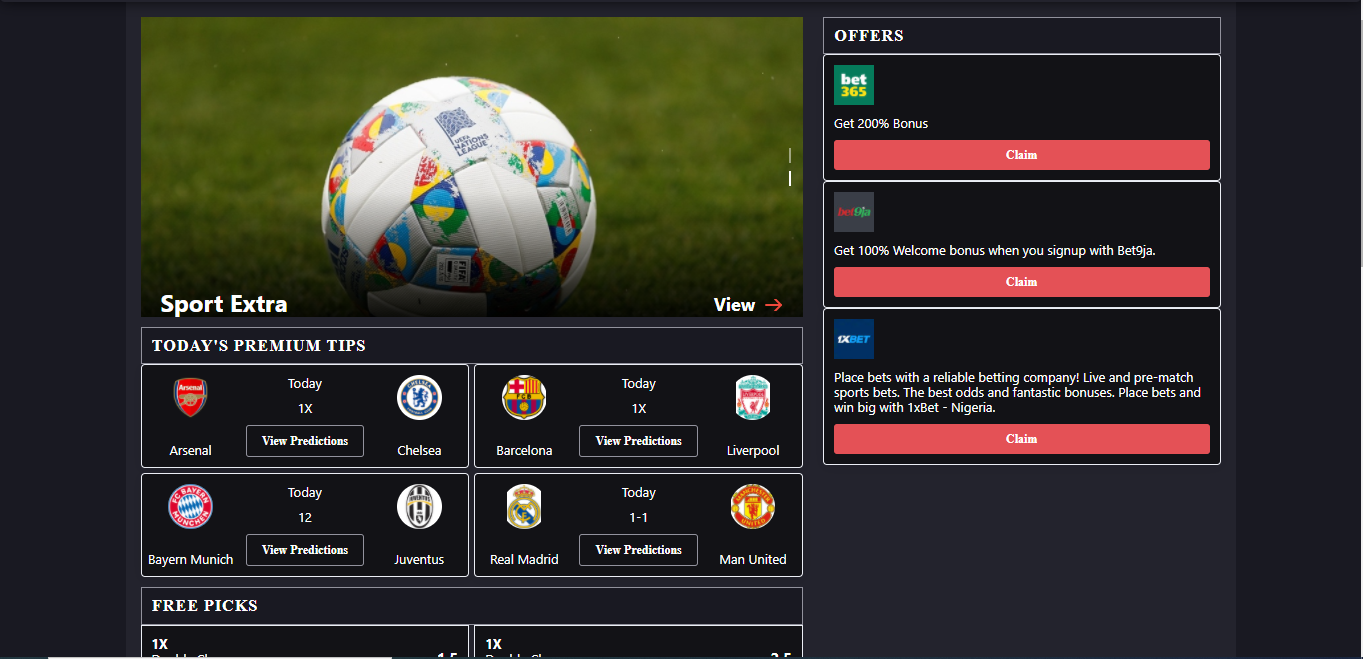 UEFA
NATIONS
LEAGUE
FIFA
Sport Extra
View
TODAY'S PREMIUM TIPS
Arsenal
Today
1X
View Predictions
Arsenal
Chelsea
Today
1X
View Predictions
Barcelona
Liverpool
Today
12
View Predictions
Bayern Munich
Juventus
Today
1-1
View Predictions
Real Madrid
Man United
FREE PICKS
1X
1X
OFFERS
bet
365
Get 200% Bonus
Claim
bet9ja
Get 100% Welcome bonus when you signup with Bet9ja.
Claim
1XBET
Place bets with a reliable betting company! Live and pre-match
sports bets. The best odds and fantastic bonuses. Place bets and
win big with 1xBet - Nigeria.
Claim